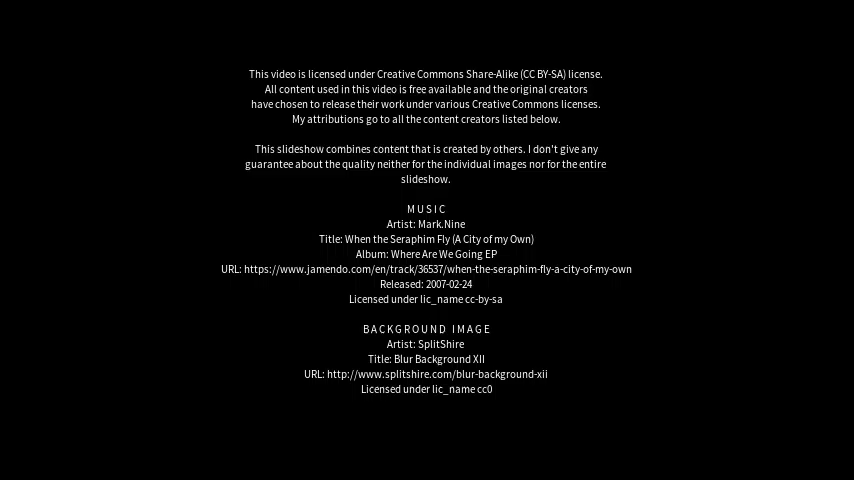 This video is licensed under Creative Commons Share-Alike (CC BY-SA) license.
All content used in this video is free available and the original creators
have chosen to release their work under various Creative Commons licenses.
My attributions go to all the content creators listed below.
This slideshow combines content that is created by others. I don't give any
guarantee about the quality neither for the individual images nor for the entire
slideshow.
MUSIC
Artist: Mark.Nine
Title: When the Seraphim Fly (A City of my Own)
Album: Where Are We Going EP
URL: https://www.jamendo.com/en/track/36537/when-the-seraphim-fly-a-city-of-my-own
Released: 2007-02-24
Licensed under lic_name cc-by-sa
BACKGROUND IMAGE
Artist: SplitShire
Title: Blur Background XII
URL: http://www.splitshire.com/blur-background-xii
Licensed under lic_name cc0